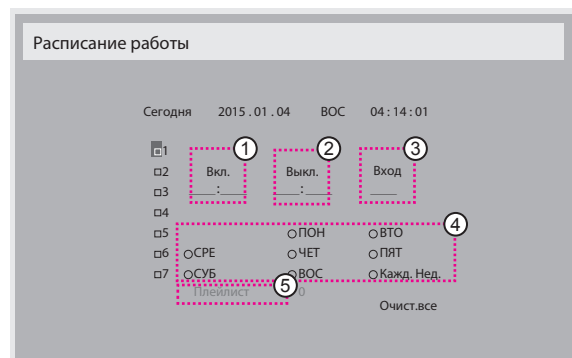 Расписание работы
Сегодня 2015 . 01 . 04 ВОС 04 : 14 : 01
1 1 2 3
2 Вкл. Выкл. Вход
3 __:__ __:__ ____
4 4
5 ПОН ВТО
6 СРЕ ЧЕТ ПЯТ
7 СУБ ВОС Кажд. Нед.
Плейлист 5 0
Очист.все